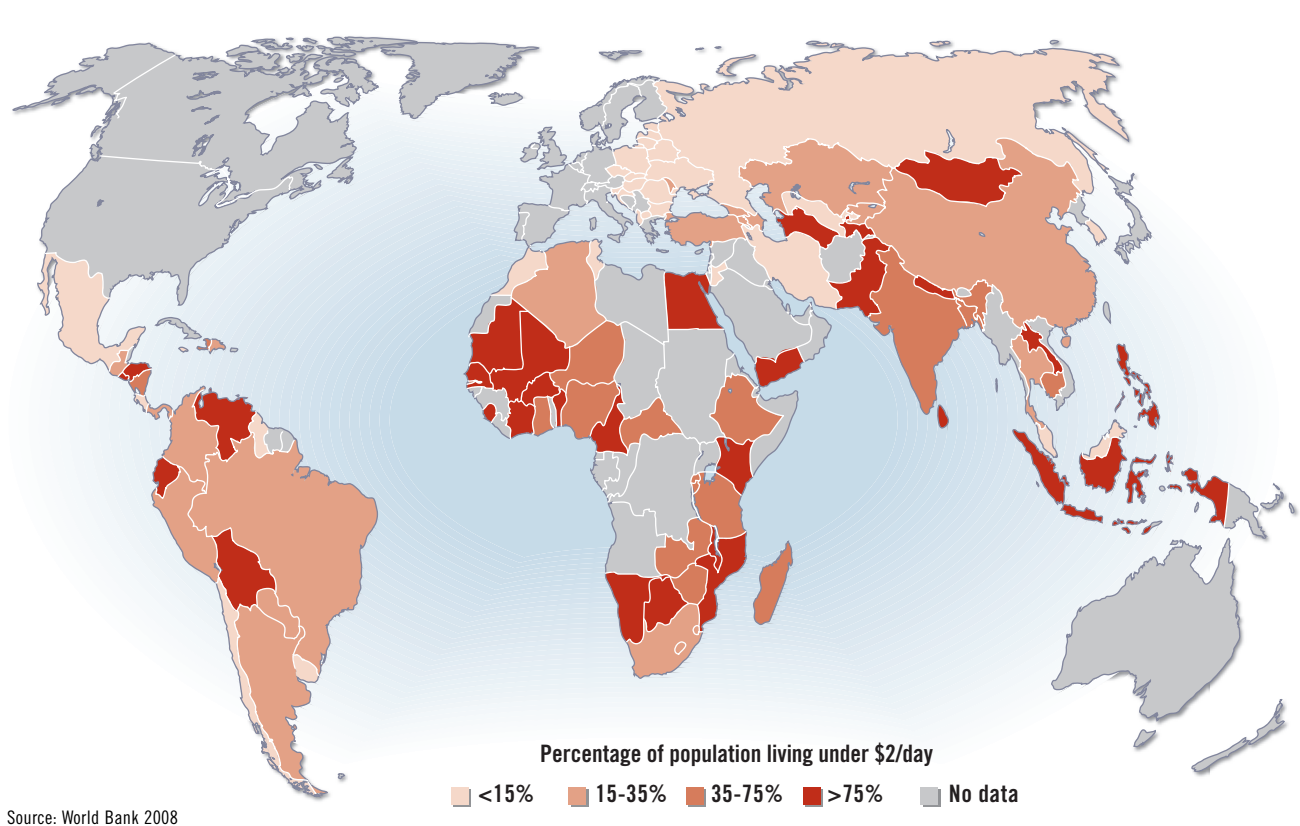 Percentage of population living under $2/day
<15% 15-35% 35-75% >75% No data
Source: World Bank 2008